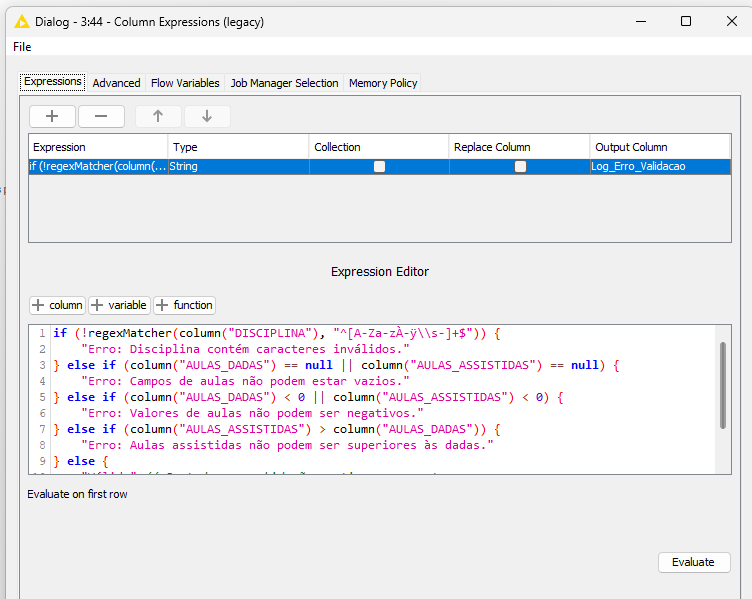 Dialog - 3:44 - Column Expressions (legacy)
File
Expressions Advanced Flow Variables Job Manager Selection Memory Policy
Expression Type Collection Replace Column Output Column
if (!regexMatcher(column(... String Log_Erro_Validacao
Expression Editor
+ column + variable + function
1 if (!regexMatcher(column("DISCIPLINA"), "^[A-Za-zÀ-ÿ\\s-]+$")) {
2 "Erro: Disciplina contém caracteres inválidos."
3 } else if (column("AULAS_DADAS") == null || column("AULAS_ASSISTIDAS") == null) {
4 "Erro: Campos de aulas não podem estar vazios."
5 } else if (column("AULAS_DADAS") < 0 || column("AULAS_ASSISTIDAS") < 0) {
6 "Erro: Valores de aulas não podem ser negativos."
7 } else if (column("AULAS_ASSISTIDAS") > column("AULAS_DADAS")) {
8 "Erro: Aulas assistidas não podem ser superiores às dadas."
9 } else {
Evaluate on first row
Evaluate